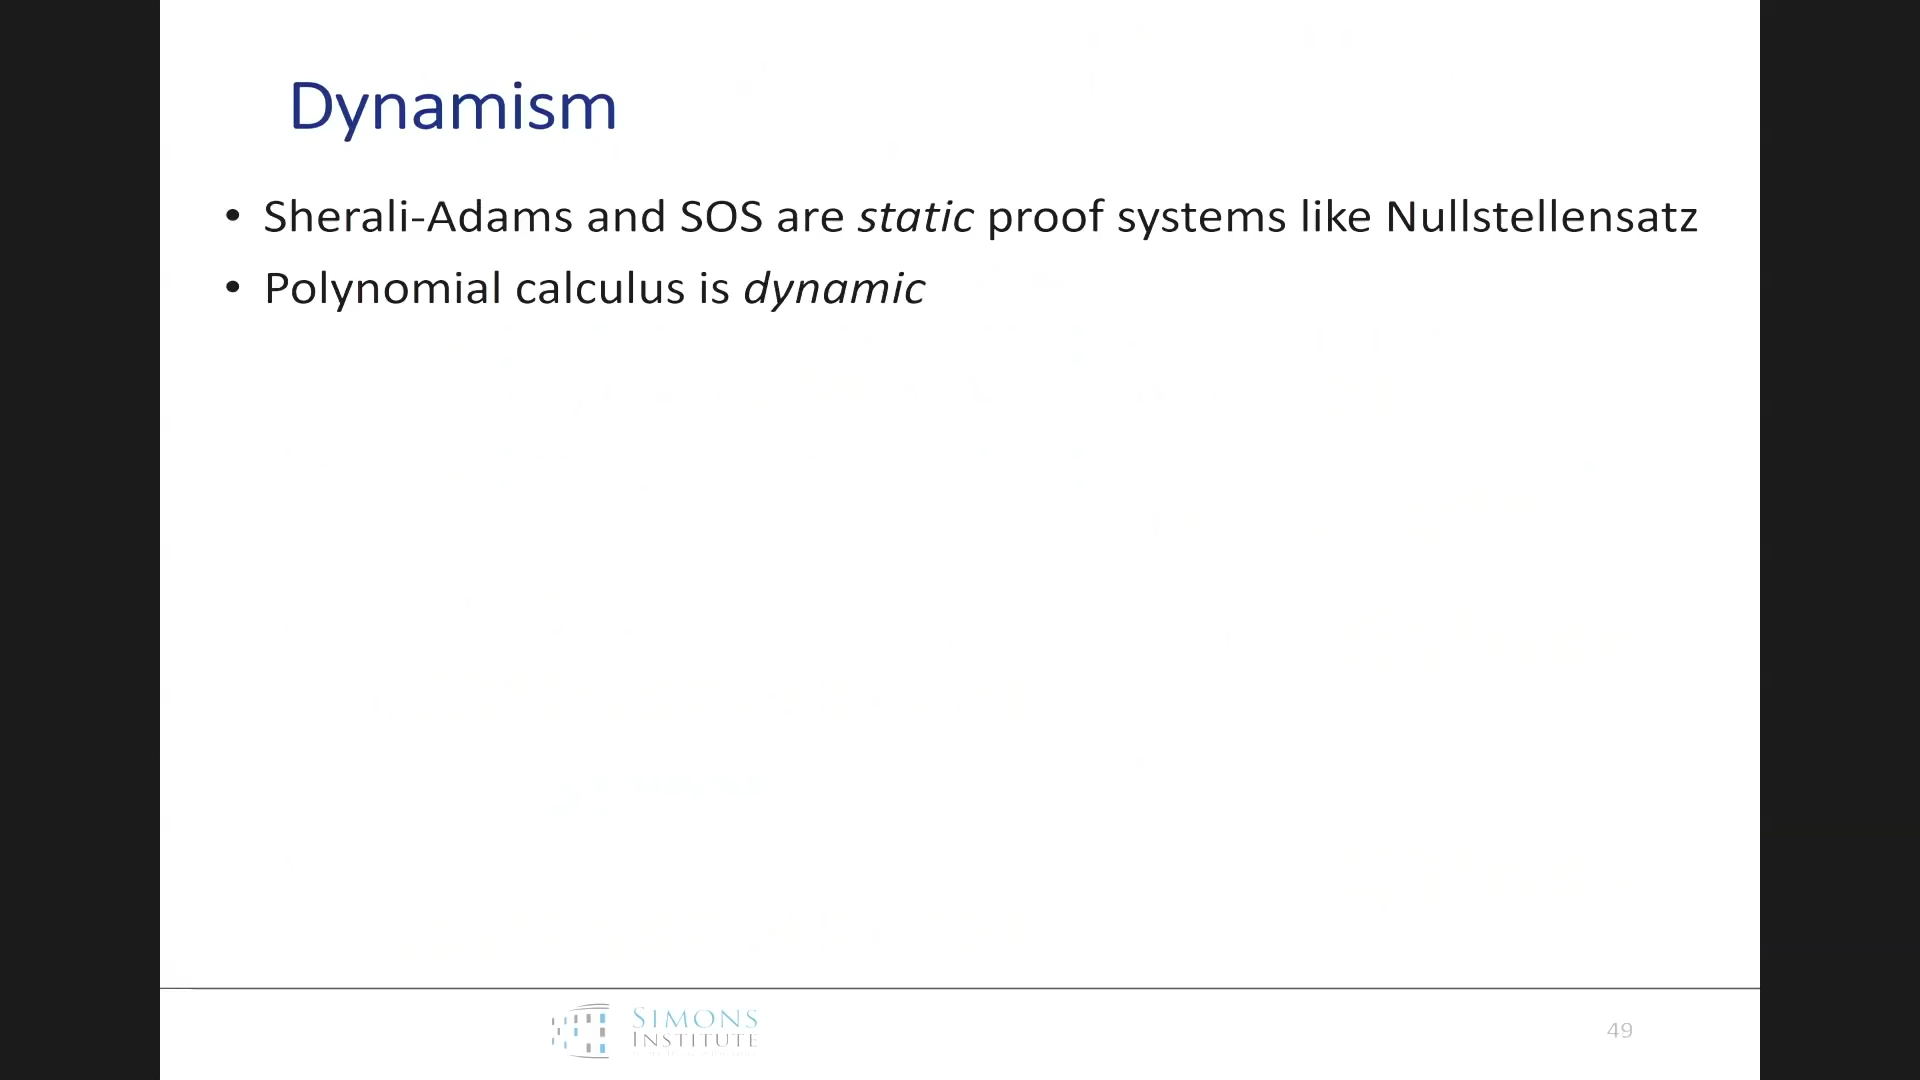 Dynamism
• Sherali-Adams and SOS are static proof systems like Nullstellensatz
• Polynomial calculus is dynamic
SIMONS
INSTITUTE
49